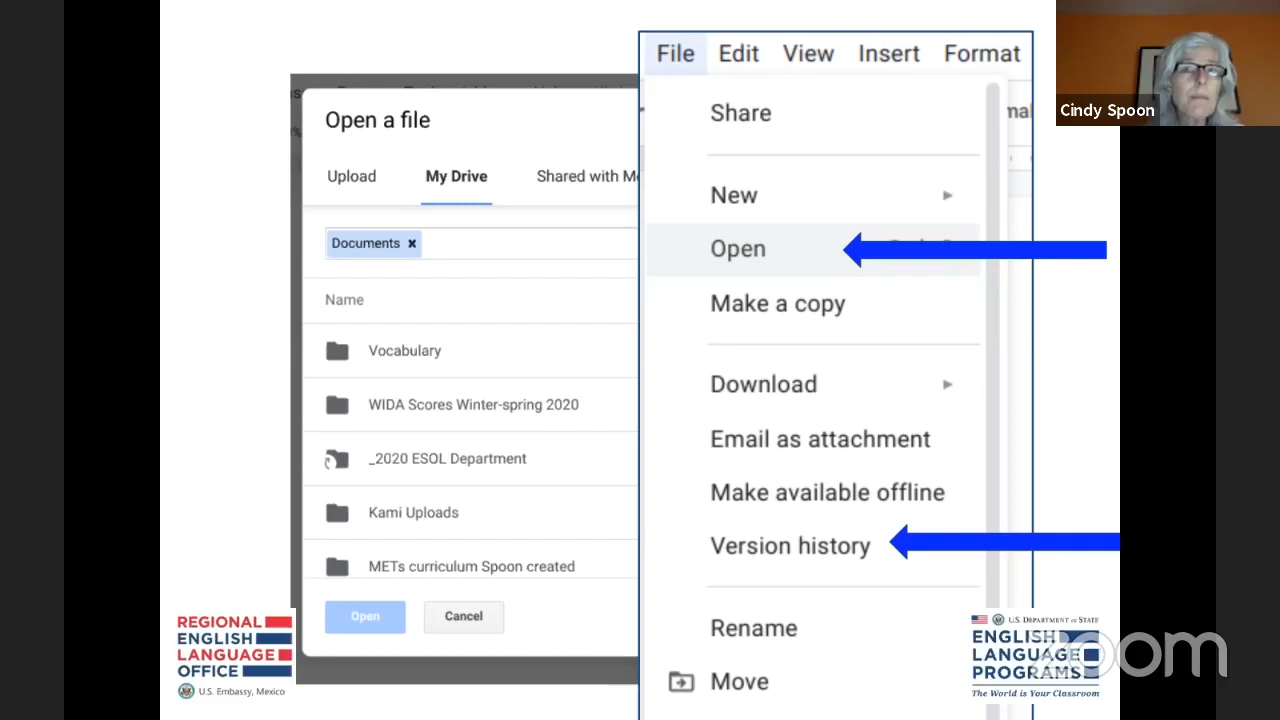 File Edit View Insert Format
Cindy Spoon
Open a file
Upload My Drive Shared with
Documents x
Name
Vocabulary
WIDA Scores Winter-spring 2020
_2020 ESOL Department
Kami Uploads
METs curriculum Spoon created
Open Cancel
Share
New
Open
Make a copy
Download
Email as attachment
Make available offline
Version history
Rename
Move
REGIONAL
ENGLISH
LANGUAGE
OFFICE
U.S. Embassy, Mexico
U.S. DEPARTMENT OF STATE
ENGLISH
LANGUAGE
PROGRAMS
The World is Your Classroom
zoom